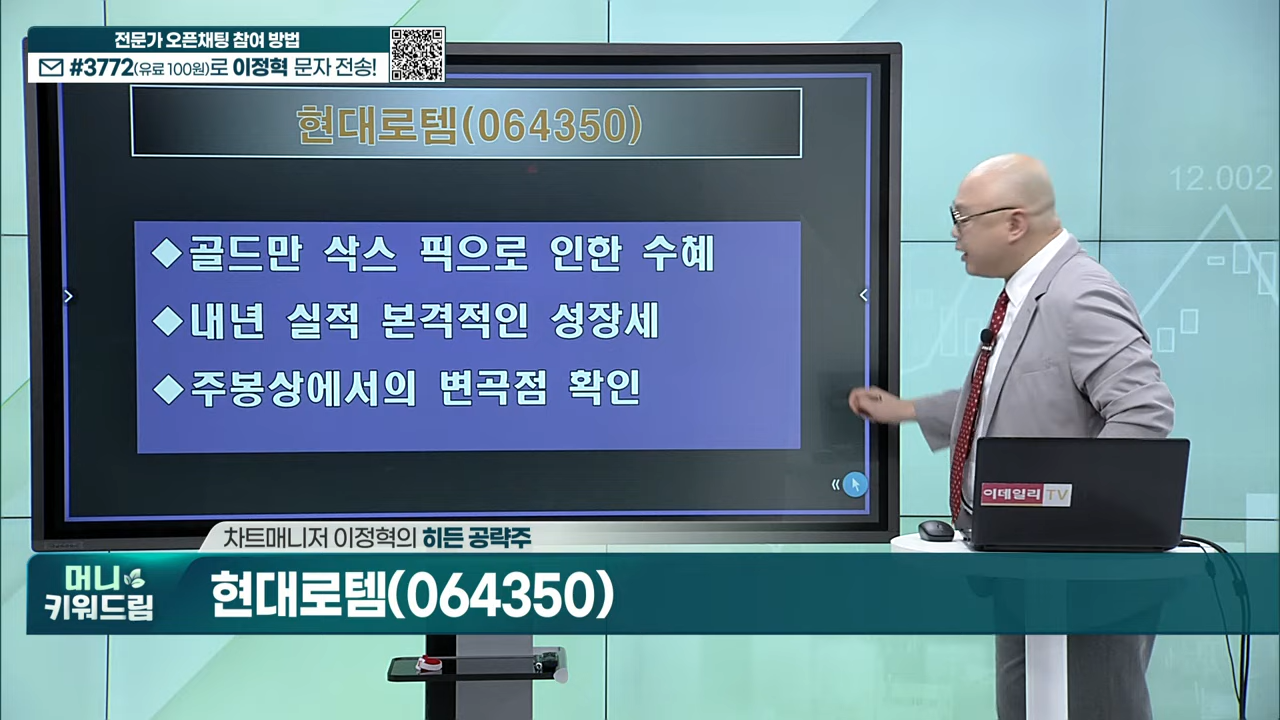 전문가 오픈채팅 참여 방법
#3772(유료 100원)로 이정혁 문자 전송!
현대로템(064350)
12.002
◆골드만 삭스 픽으로 인한 수혜
◆내년 실적 본격적인 성장세
◆주봉상에서의 변곡점 확인
이데일리 TV
차트매니저 이정혁의 히든 공략주
머니
키워드림
현대로템(064350)